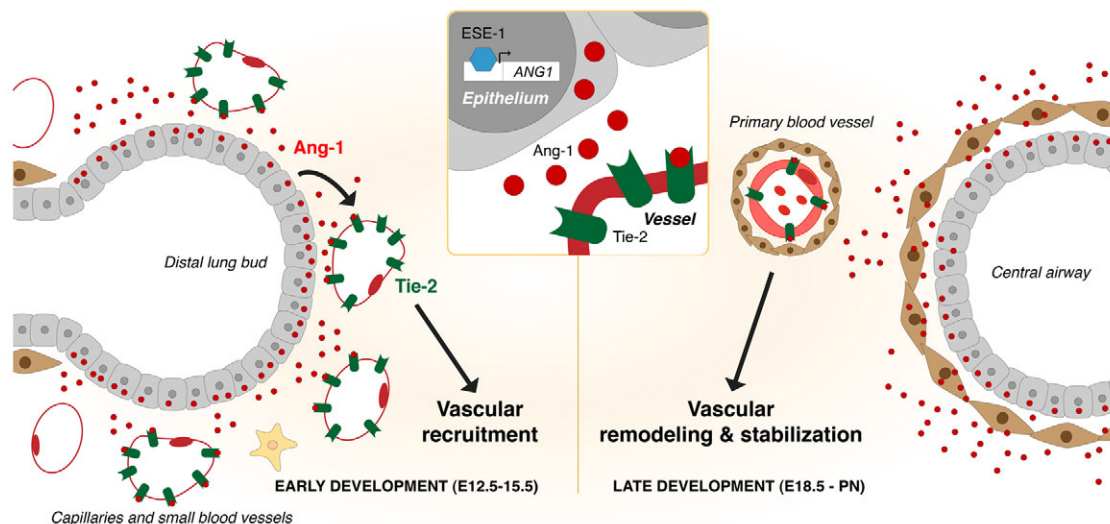 ESE-1
ANG1
Epithelium
Ang-1
Vessel
Tie-2
Ang-1
Distal lung bud
Tie-2
Vascular
recruitment
EARLY DEVELOPMENT (E12.5-15.5)
Capillaries and small blood vessels
Primary blood vessel
Central airway
Vascular
remodeling & stabilization
LATE DEVELOPMENT (E18.5 - PN)